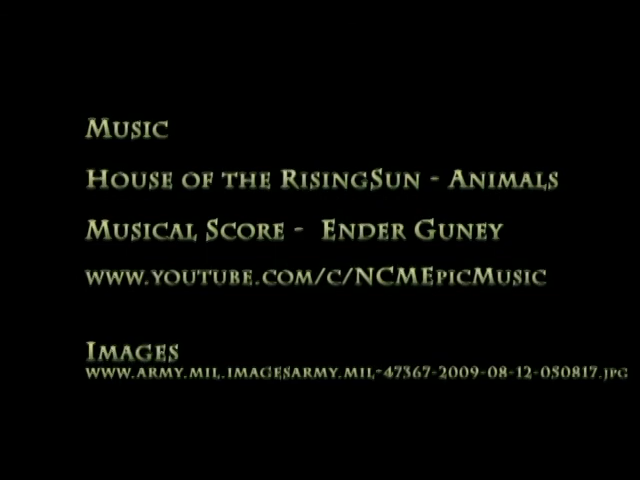 Music
House of the RisingSun - Animals
Musical Score - Ender Guney
www.youtube.com/c/NCMEpicMusic
Images
www.army.mil.imagesarmy.mil-47367-2009-08-12-050817.jpg